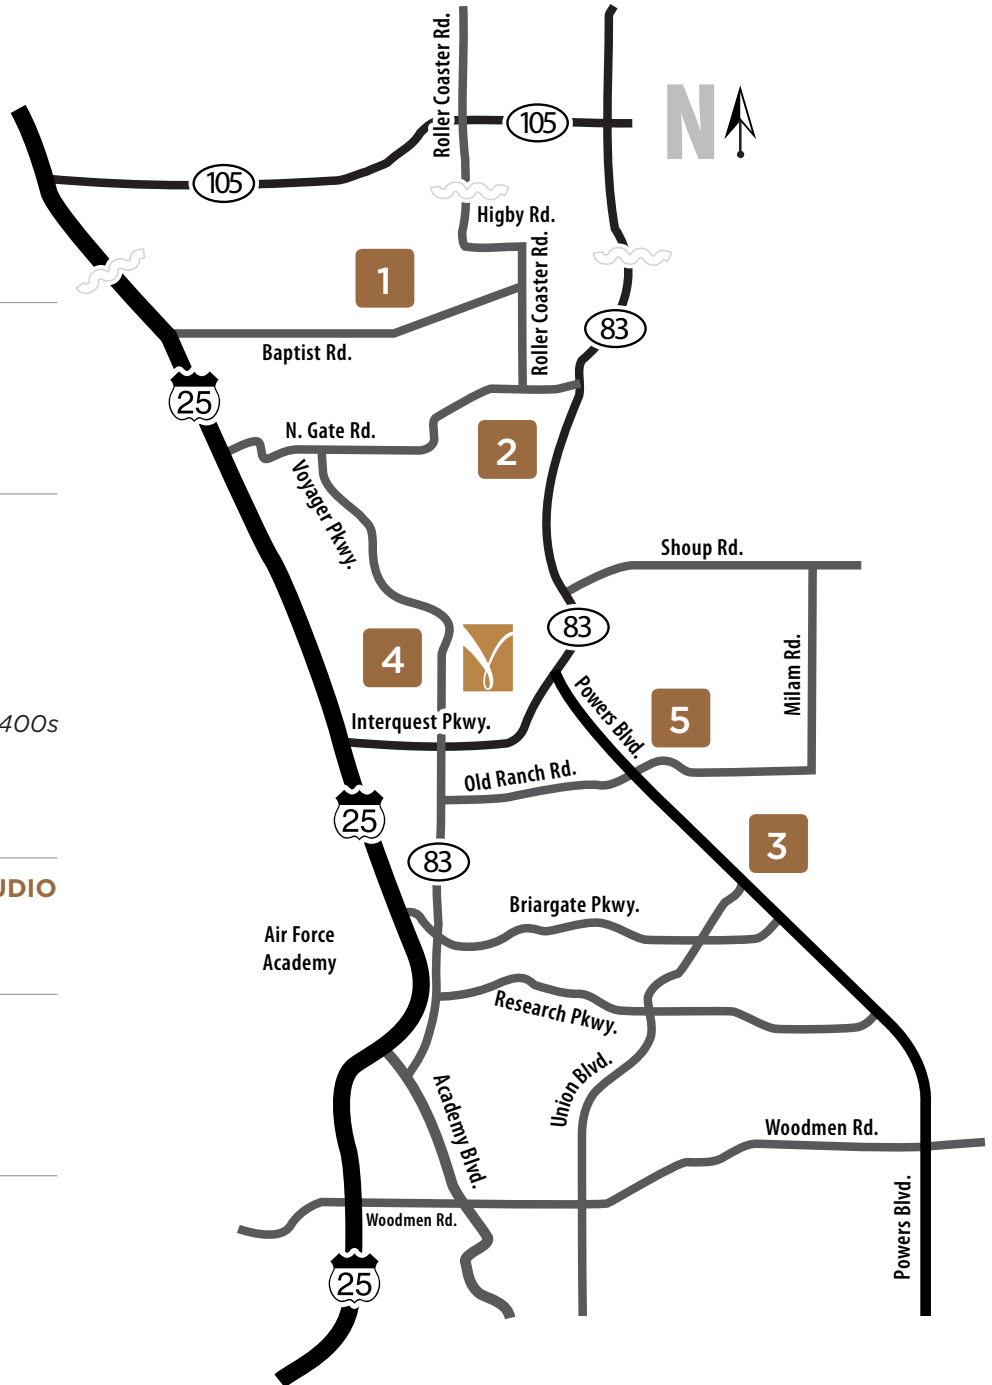 Roller Coaster Rd.
105
N
105
Higby Rd.
Roller Coaster Rd.
1
83
Baptist Rd.
25
N. Gate Rd.
2
Voyager Pkwy.
Shoup Rd.
83
4
Milam Rd.
Powers Blvd.
5
400s
Interquest Pkwy.
Old Ranch Rd.
25
3
83
UDIO
Briargate Pkwy.
Air Force
Academy
Research Pkwy.
Union Blvd.
Academy Blvd.
Woodmen Rd.
Powers Blvd.
Woodmen Rd.
25